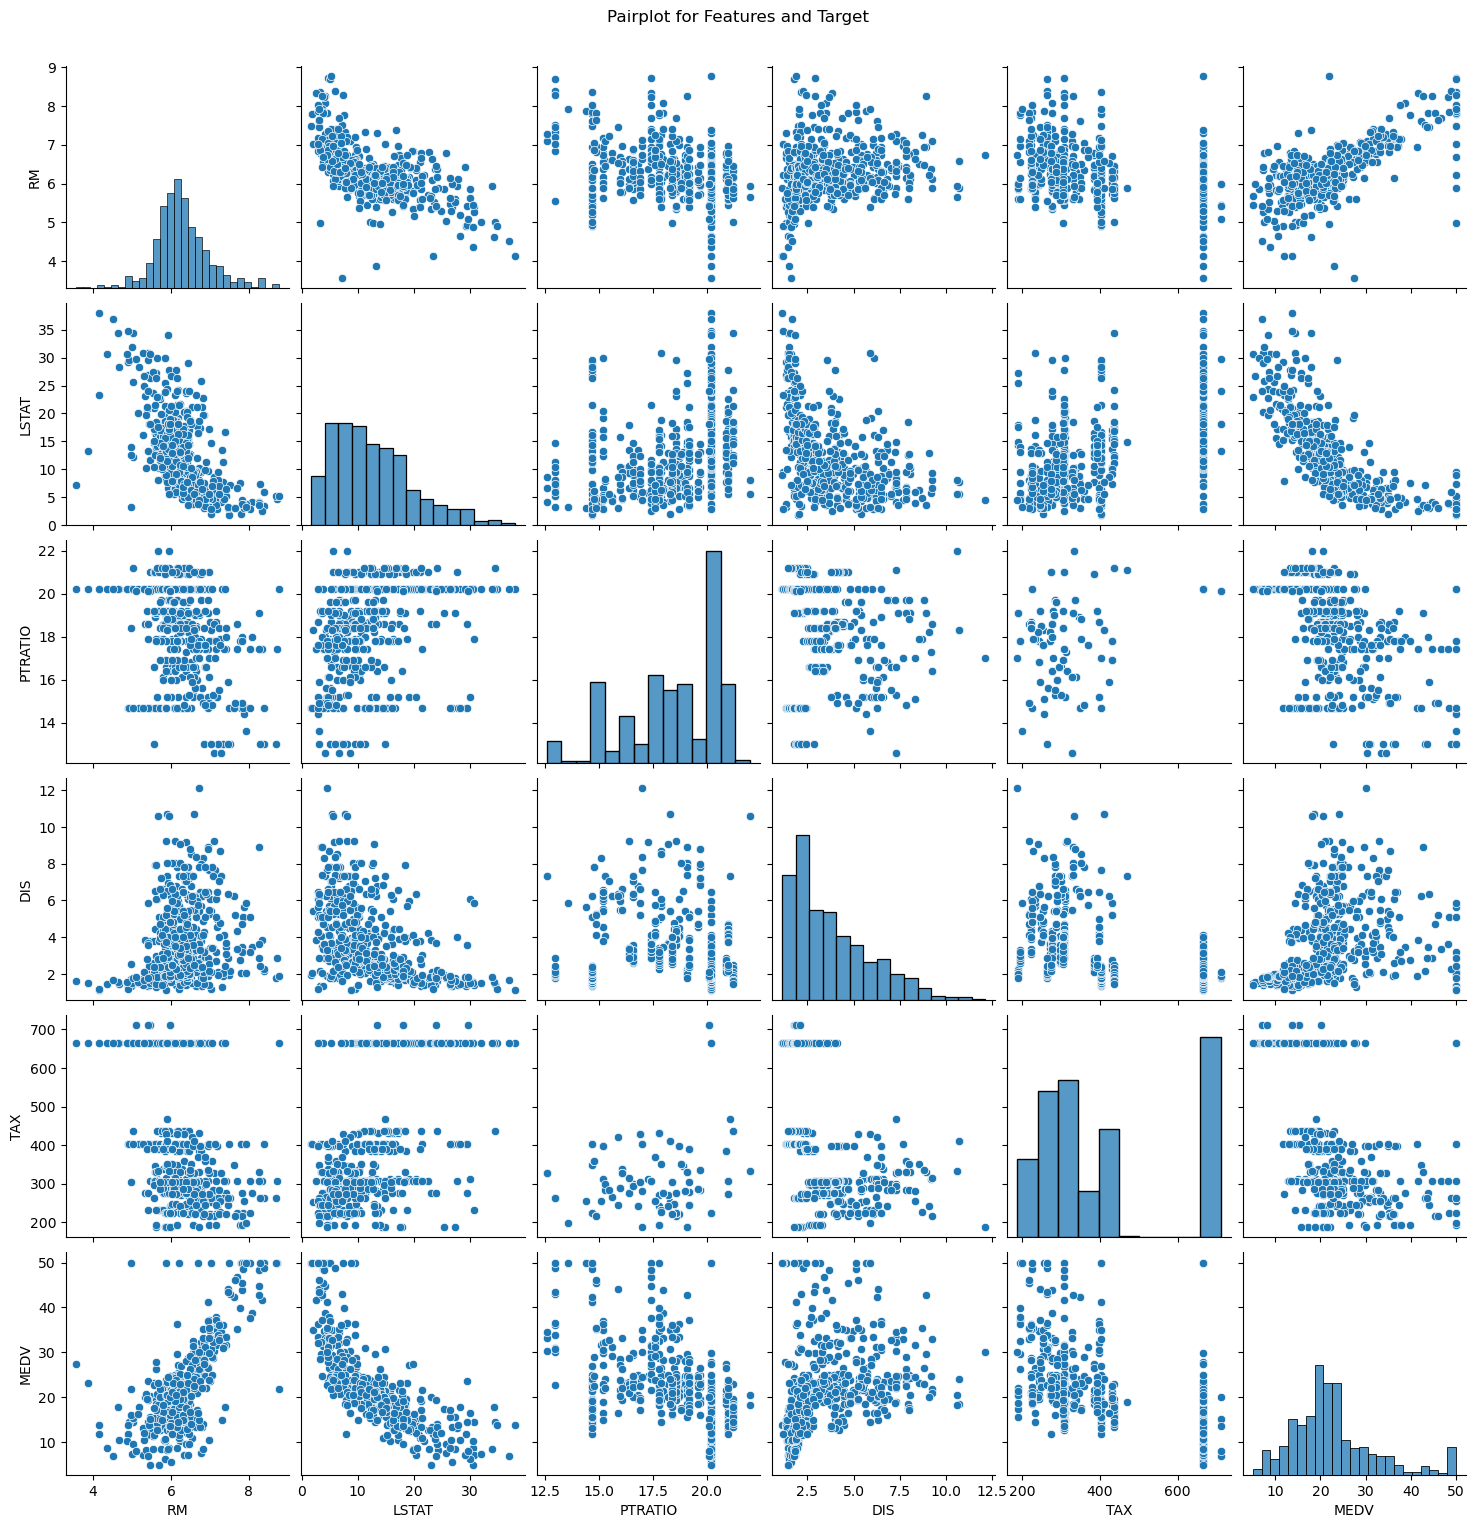 Pairplot for Features and Target
9
8
7
6
5
4
RM
35
30
25
20
15
10
5
0
LSTAT
22
20
18
16
14
PTRATIO
12
10
8
6
4
2
DIS
700
600
500
400
300
200
TAX
50
40
30
20
10
MEDV
4 6 8
0 10 20 30
12.5 15.0 17.5 20.0
2.5 5.0 7.5 10.0 12.5
200 400 600
10 20 30 40 50
RM LSTAT PTRATIO DIS TAX MEDV